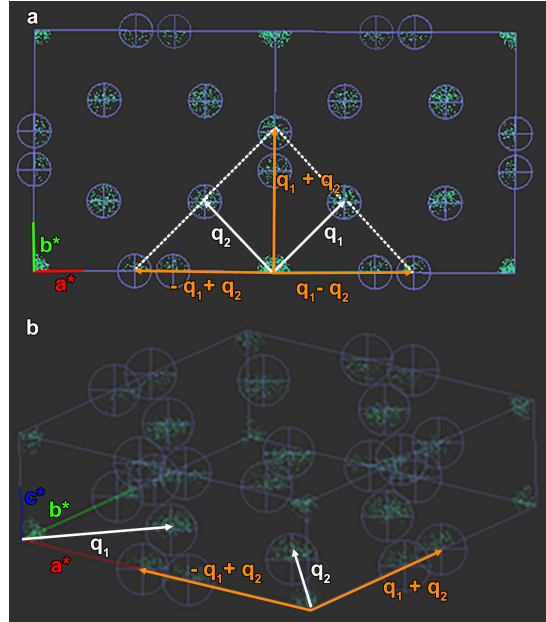 a
q₁ + q₂
q₂
q₁
b*
a*
- q₁+ q₂
q₁- q₂
b
c*
b*
q₁
a*
- q₁+ q₂
q₂
q₁ + q₂